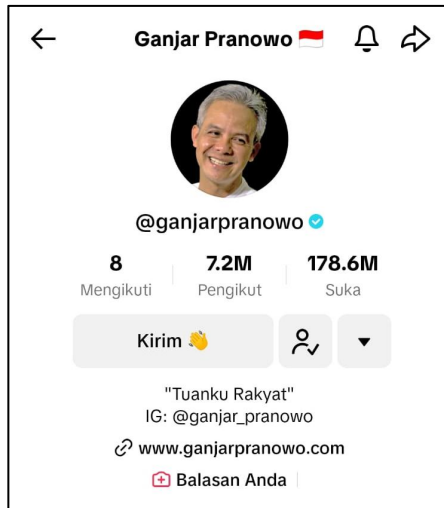 Ganjar Pranowo 🇮🇩
@ganjarpranowo
8 7.2M 178.6M
Mengikuti Pengikut Suka
Kirim 👋
"Tuanku Rakyat"
IG: @ganjar_pranowo
www.ganjarpranowo.com
Balasan Anda